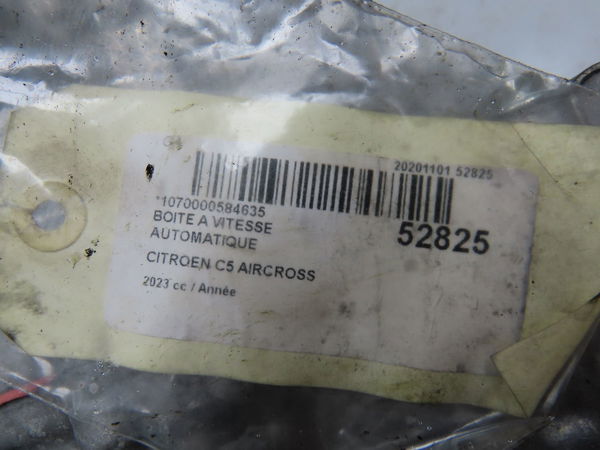 20201101 52825
*1070000584635
BOITE A VITESSE
AUTOMATIQUE
52825
CITROEN C5 AIRCROSS
2023 cc / Année